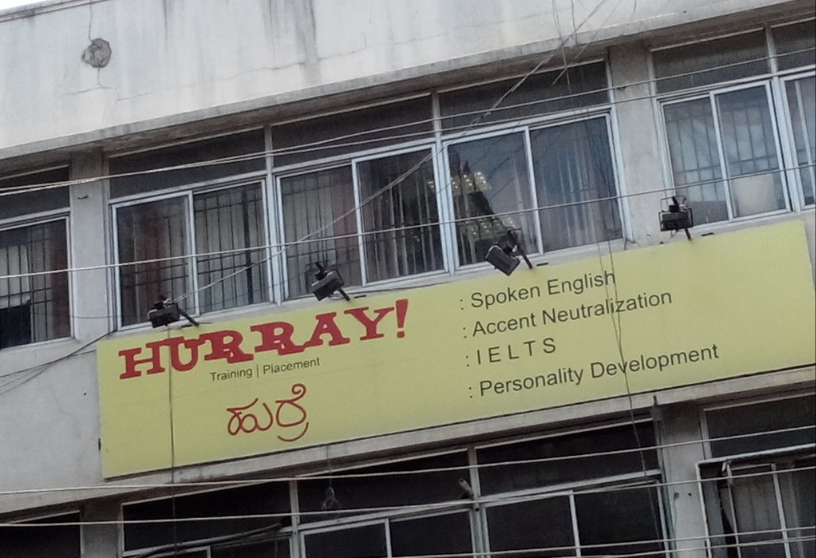 HURRAY!
Training | Placement
ಹುರ್ರೆ
: Spoken English
: Accent Neutralization
: I E L T S
: Personality Development